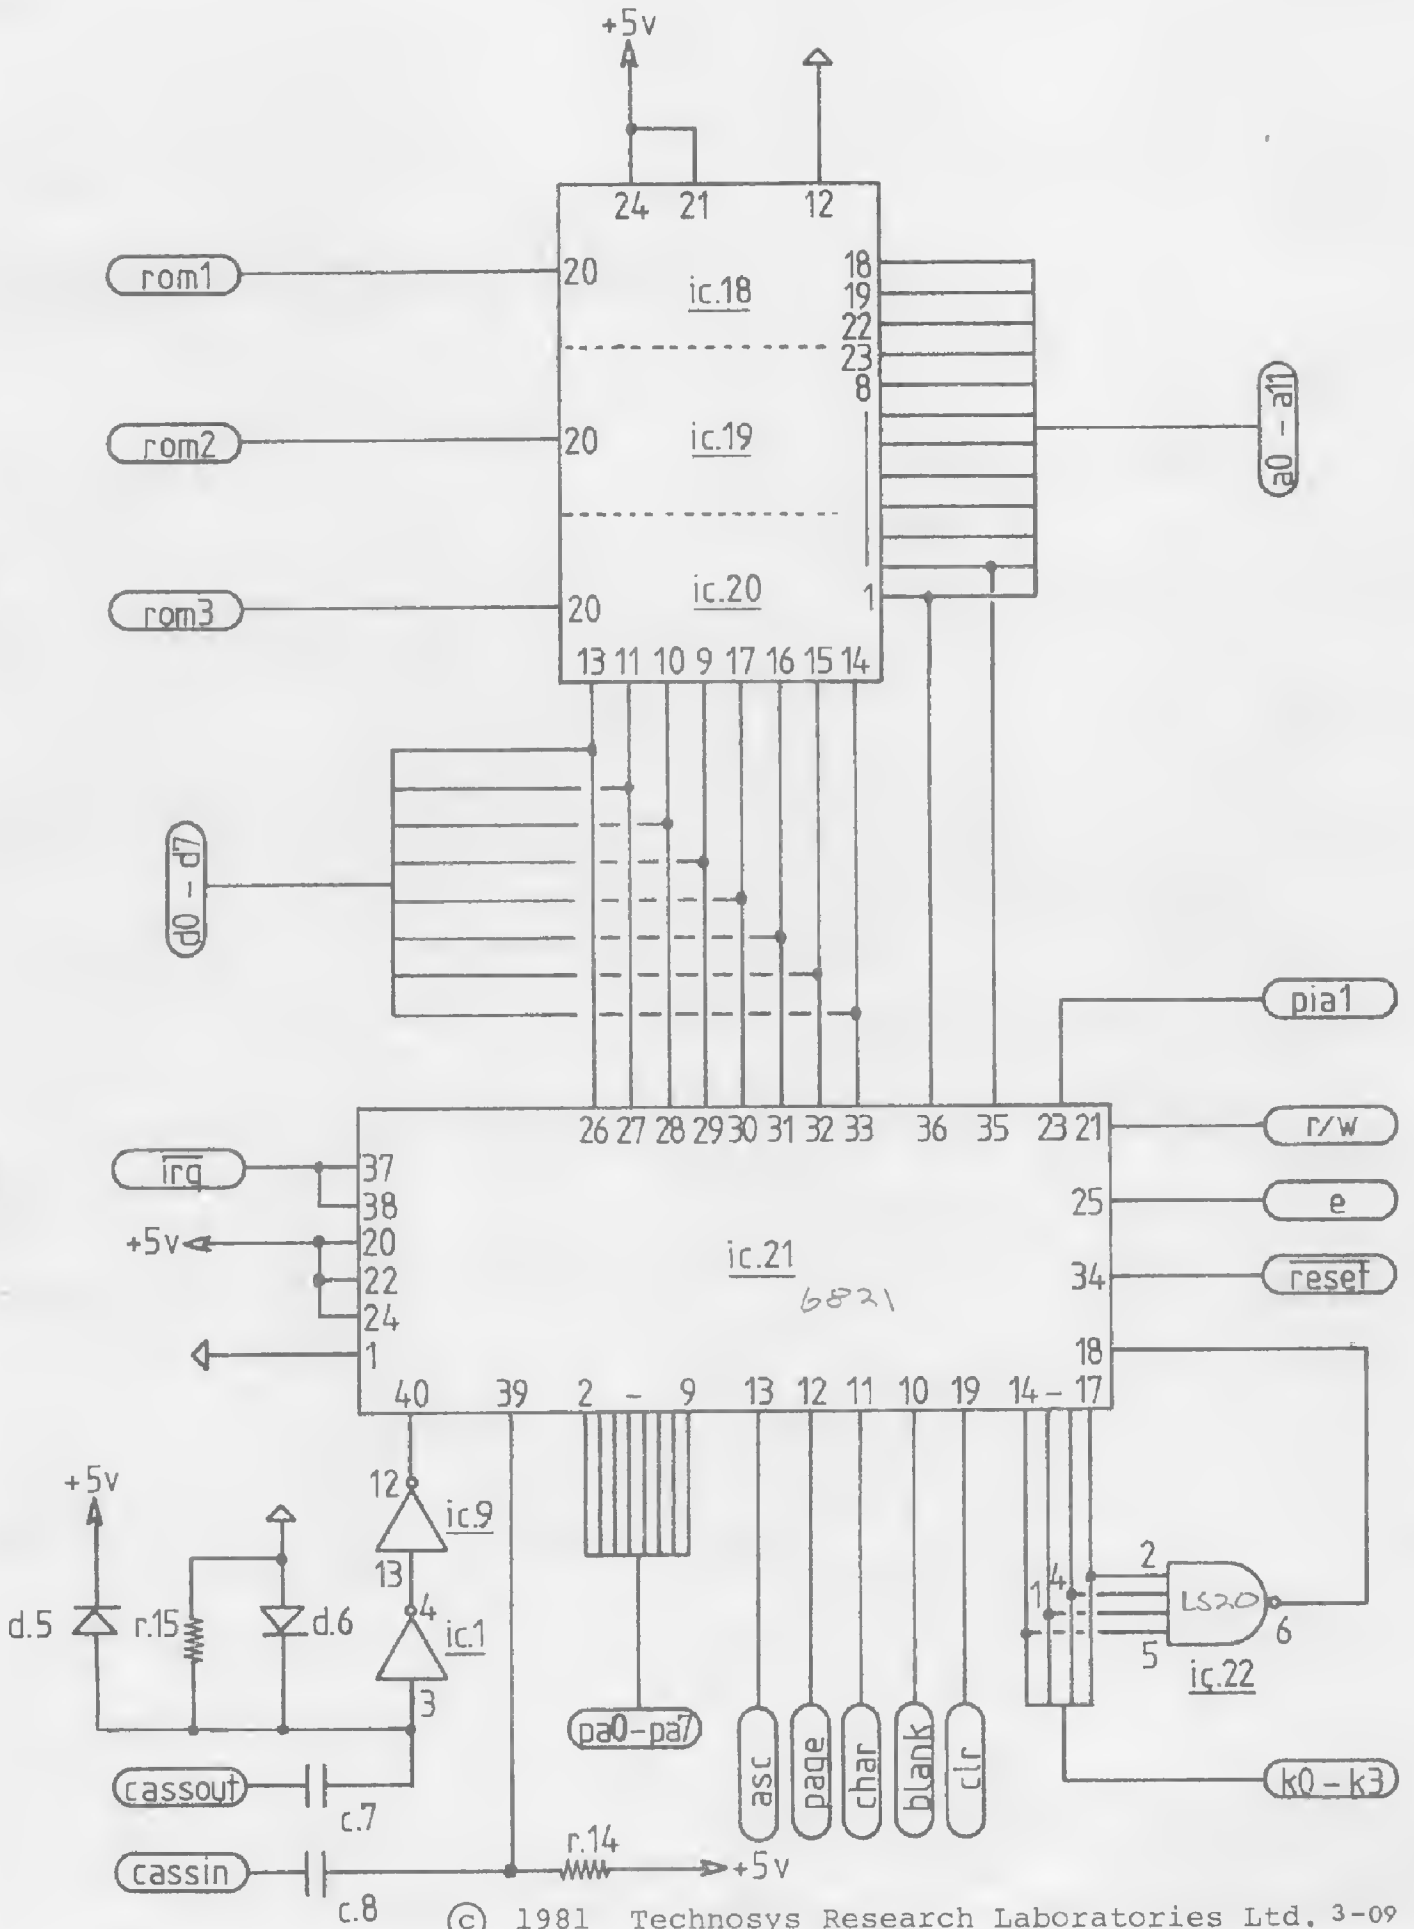 +5v
24 21 12
rom1
20
ic.18
18
19
22
23
8
rom2
20
ic.19
a0 - a11
rom3
20
ic.20
1
13 11 10 9 17 16 15 14
d0 - d7
pia1
26 27 28 29 30 31 32 33 36 35 23 21
r/w
irq
37
38
25
e
+5v
20
22
24
ic.21
6821
34
reset
1
18
40 39 2 - 9 13 12 11 10 19 14 - 17
+5v
12
ic.9
13
d.5
r.15
d.6
4
ic.1
3
2
4
1
5
LS20
6
ic.22
pa0-pa7
asc
page
char
blank
clr
k0 - k3
cassout
c.7
cassin
c.8
r.14
+5v
© 1981 Technosys Research Laboratories Ltd. 3-09